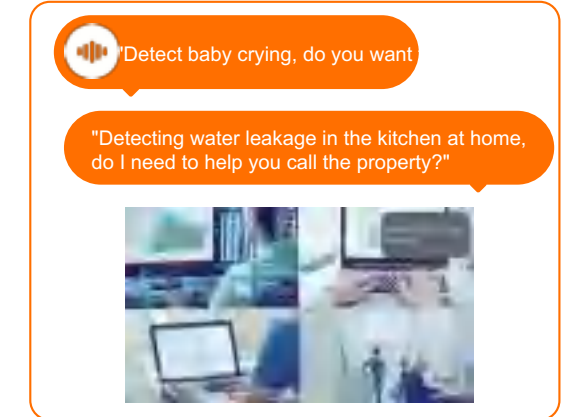 "Detect baby crying, do you want
"Detecting water leakage in the kitchen at home,
do I need to help you call the property?"